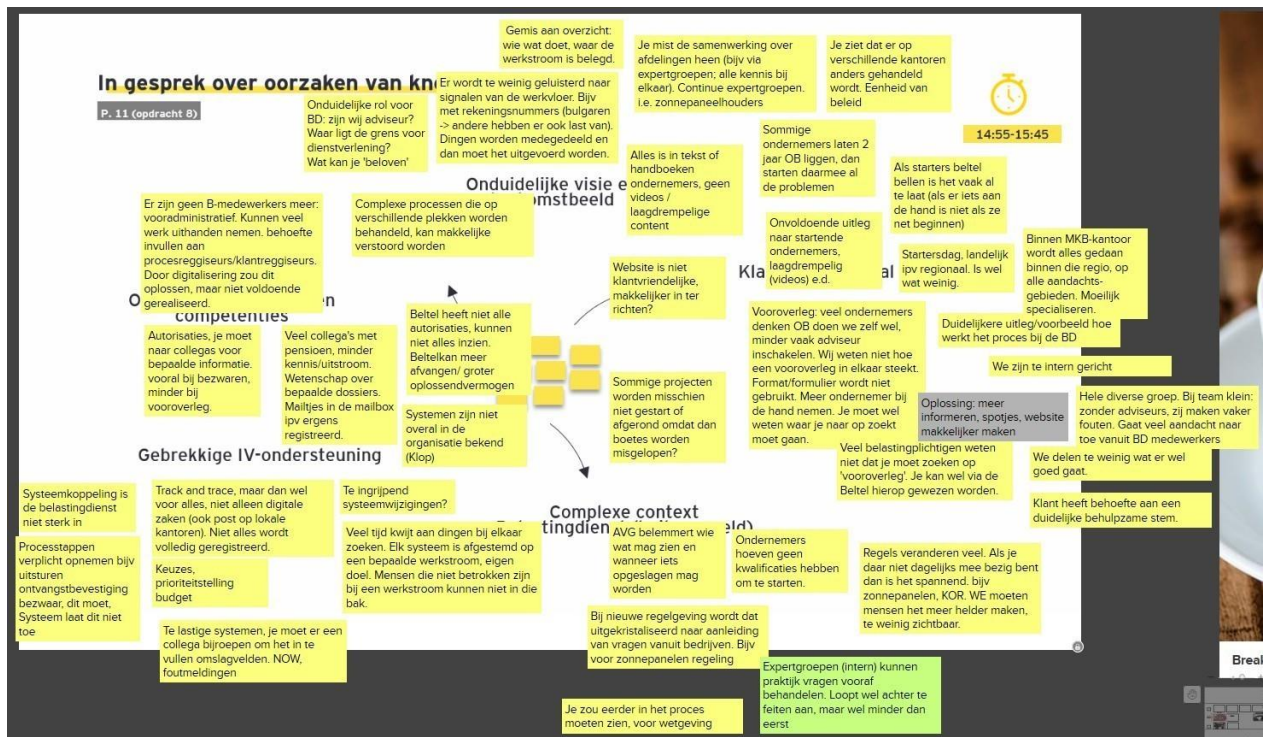 Gemis aan overzicht:
wie wat doet, waar de
werkstroom is belegd.
Je mist de samenwerking over
afdelingen heen (bijv via
expertgroepen; alle kennis bij
elkaar). Continue expertgroepen.
i.e. zonnepaneelhouders
Je ziet dat er op
verschillende kantoren
anders gehandeld
wordt. Eenheid van
beleid
In gesprek over oorzaken van kn
P. 11 (opdracht 8)
14:55-15:45
Er wordt te weinig geluisterd naar
signalen van de werkvloer. Bijv
met rekeningsnummers (bulgaren
-> andere hebben er ook last van).
Dingen worden medegedeeld en
dan moet het uitgevoerd worden.
Onduidelijke rol voor
BD: zijn wij adviseur?
Waar ligt de grens voor
dienstverlening?
Wat kan je 'beloven'
Onduidelijke visie e
omstbeeld
Alles is in tekst of
handboeken
ondernemers, geen
videos /
laagdrempelige
content
Sommige
ondernemers laten 2
jaar OB liggen, dan
starten daarmee al
de problemen
Als starters beltel
bellen is het vaak al
te laat (als er iets aan
de hand is niet als ze
net beginnen)
Er zijn geen B-medewerkers meer:
vooradministratief. Kunnen veel
werk uithanden nemen. behoefte
invullen aan
procesreggiseurs/klantreggiseurs.
Door digitalisering zou dit
oplossen, maar niet voldoende
gerealiseerd.
Complexe processen die op
verschillende plekken worden
behandeld, kan makkelijke
verstoord worden
Onvoldoende uitleg
naar startende
ondernemers,
laagdrempelig
(videos) e.d.
Startersdag, landelijk
ipv regionaal. Is wel
wat weinig.
Binnen MKB-kantoor
wordt alles gedaan
binnen die regio, op
alle aandachts-
gebieden. Moeilijk
specialiseren.
Website is niet
klantvriendelijke,
makkelijker in ter
richten?
Kla
al
O
en
competenties
Autorisaties, je moet
naar collegas voor
bepaalde informatie.
vooral bij bezwaren,
minder bij
vooroverleg.
Veel collega's met
pensioen, minder
kennis/uitstroom.
Wetenschap over
bepaalde dossiers.
Mailtjes in de mailbox
ipv ergens
registreerd.
Beltel heeft niet alle
autorisaties, kunnen
niet alles inzien.
Beltelkan meer
afvangen/ groter
oplossendvermogen
Systemen zijn niet
overal in de
organisatie bekend
(Klop)
Sommige projecten
worden misschien
niet gestart of
afgerond omdat dan
boetes worden
misgelopen?
Vooroverleg: veel ondernemers
denken OB doen we zelf wel,
minder vaak adviseur
inschakelen. Wij weten niet hoe
een vooroverleg in elkaar steekt.
Format/formulier wordt niet
gebruikt. Meer ondernemer bij
de hand nemen. Je moet wel
weten waar je naar op zoekt
moet gaan.
Duidelijkere uitleg/voorbeeld hoe
werkt het proces bij de BD
We zijn te intern gericht
Oplossing: meer
informeren, spotjes, website
makkelijker maken
Hele diverse groep. Bij team klein:
zonder adviseurs, zij maken vaker
fouten. Gaat veel aandacht naar
toe vanuit BD medewerkers
Veel belastingplichtigen weten
niet dat je moet zoeken op
'vooroverleg'. Je kan wel via de
Beltel hierop gewezen worden.
We delen te weinig wat er wel
goed gaat.
Klant heeft behoefte aan een
duidelijke behulpzame stem.
Gebrekkige IV-ondersteuning
Systeemkoppeling is
de belastingdienst
niet sterk in
Track and trace, maar dan wel
voor alles, niet alleen digitale
zaken (ook post op lokale
kantoren). Niet alles wordt
volledig geregistreerd.
Te ingrijpend
systeemwijzigingen?
Processtappen
verplicht opnemen bijv
uitsturen
ontvangstbevestiging
bezwaar, dit moet,
Systeem laat dit niet
toe
Keuzes,
prioriteitstelling
budget
Veel tijd kwijt aan dingen bij elkaar
zoeken. Elk systeem is afgestemd op
een bepaalde werkstroom, eigen
doel. Mensen die niet betrokken zijn
bij een werkstroom kunnen niet in die
bak.
Te lastige systemen, je moet er een
collega bijroepen om het in te
vullen omslagvelden. NOW,
foutmeldingen
Complexe context
AVG belemmert wie
wat mag zien en
wanneer iets
opgeslagen mag
worden
Ondernemers
hoeven geen
kwalificaties hebben
om te starten.
Regels veranderen veel. Als je
daar niet dagelijks mee bezig bent
dan is het spannend. bijv
zonnepanelen, KOR. WE moeten
mensen het meer helder maken,
te weinig zichtbaar.
Bij nieuwe regelgeving wordt dat
uitgekristaliseerd naar aanleiding
van vragen vanuit bedrijven. Bijv
voor zonnepanelen regeling
Expertgroepen (intern) kunnen
praktijk vragen vooraf
behandelen. Loopt wel achter te
feiten aan, maar wel minder dan
eerst
Je zou eerder in het proces
moeten zien, voor wetgeving
Break